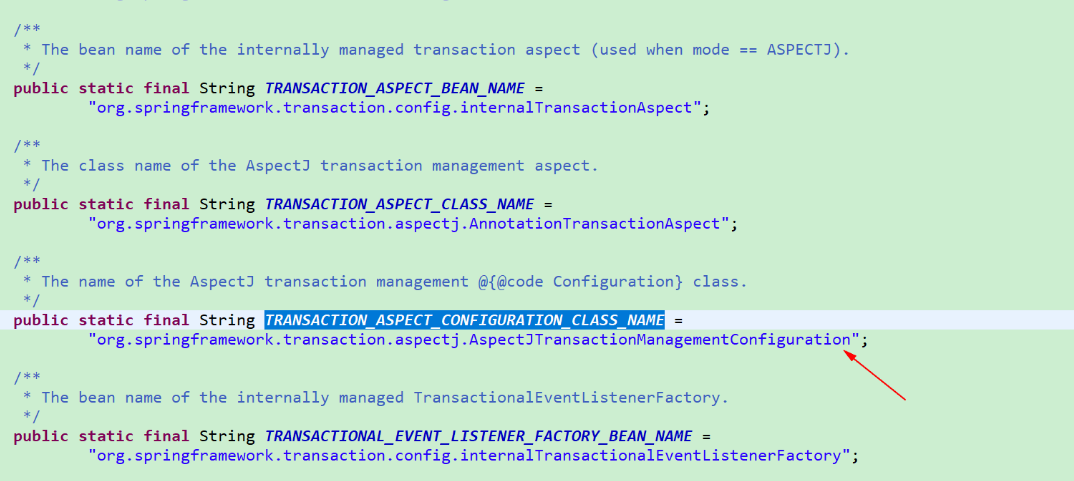 /**
* The bean name of the internally managed transaction aspect (used when mode == ASPECTJ).
*/
public static final String TRANSACTION_ASPECT_BEAN_NAME =
"org.springframework.transaction.config.internalTransactionAspect";
/**
* The class name of the AspectJ transaction management aspect.
*/
public static final String TRANSACTION_ASPECT_CLASS_NAME =
"org.springframework.transaction.aspectj.AnnotationTransactionAspect";
/**
* The name of the AspectJ transaction management @{@code Configuration} class.
*/
public static final String TRANSACTION_ASPECT_CONFIGURATION_CLASS_NAME =
"org.springframework.transaction.aspectj.AspectJTransactionManagementConfiguration";
/**
* The bean name of the internally managed TransactionalEventListenerFactory.
*/
public static final String TRANSACTIONAL_EVENT_LISTENER_FACTORY_BEAN_NAME =
"org.springframework.transaction.config.internalTransactionalEventListenerFactory";